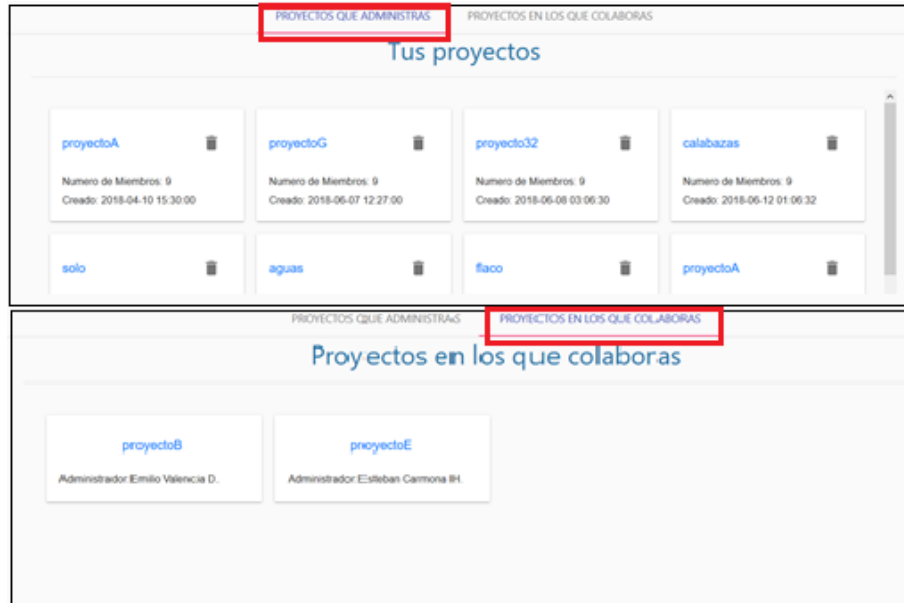 PROYECTOS QUE ADMINISTRAS PROYECTOS EN LOS QUE COLABORAS
Tus proyectos
proyectoA proyectoG proyecto32 calabazas
Numero de Miembros: 9 Numero de Miembros: 9 Numero de Miembros: 9 Numero de Miembros: 9
Creado: 2018-04-10 15:30:00 Creado: 2018-06-07 12:27:00 Creado: 2018-06-08 03:06:30 Creado: 2018-06-12 01:06:32
solo aguas flaco proyectoA
PROYECTOS QUE ADMINISTRAS PROYECTOS EN LOS QUE COLABORAS
Proyectos en los que colaboras
proyectoB proyectoE
Administrador:Emilio Valencia D. Administrador:Esteban Carmona H.